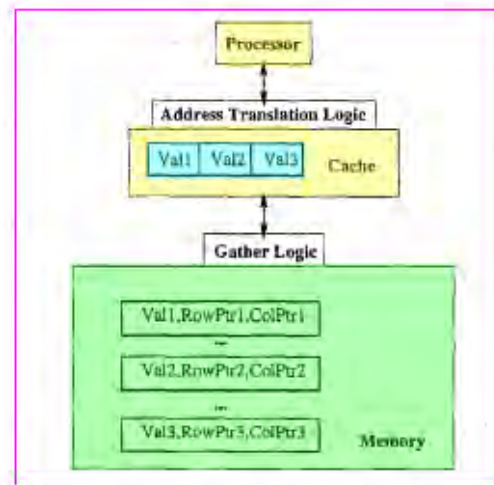 Processor
Address Translation Logic
Val1 Val2 Val3 Cache
Gather Logic
Val1,RowPtr1,ColPtr1
...
Val2,RowPtr2,ColPtr2
...
Val3,RowPtr3,ColPtr3
Memory